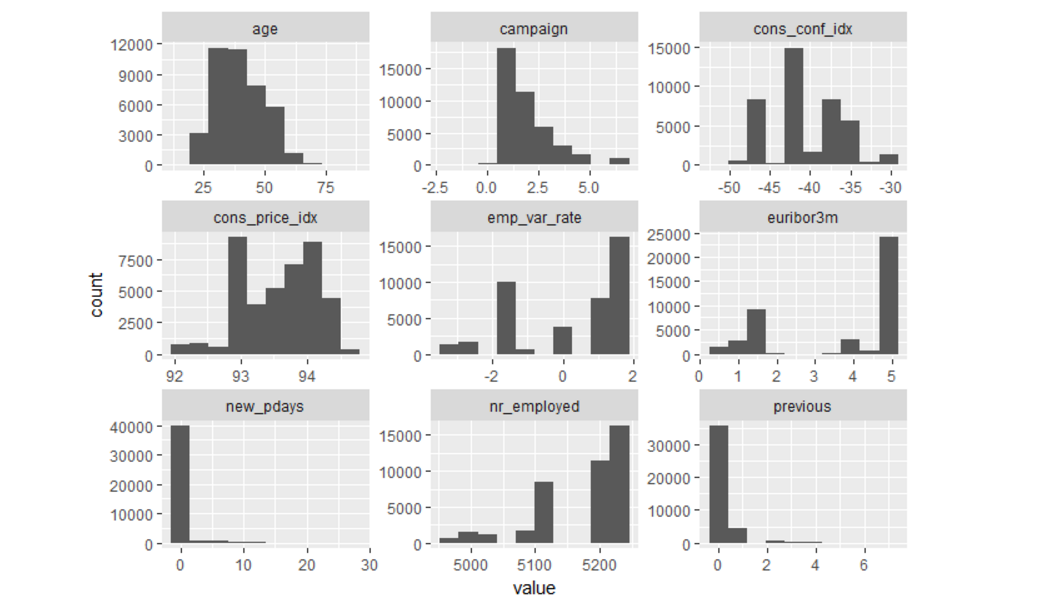 age
campaign
cons_conf_idx
12000
9000
6000
3000
0
25 50 75
15000
10000
5000
0
-2.5 0.0 2.5 5.0
15000
10000
5000
0
-50 -45 -40 -35 -30
cons_price_idx
emp_var_rate
euribor3m
count
7500
5000
2500
0
92 93 94
15000
10000
5000
0
-2 0 2
25000
20000
15000
10000
5000
0
0 1 2 3 4 5
new_pdays
nr_employed
previous
40000
30000
20000
10000
0
0 10 20 30
15000
10000
5000
0
5000 5100 5200
30000
20000
10000
0
0 2 4 6
value